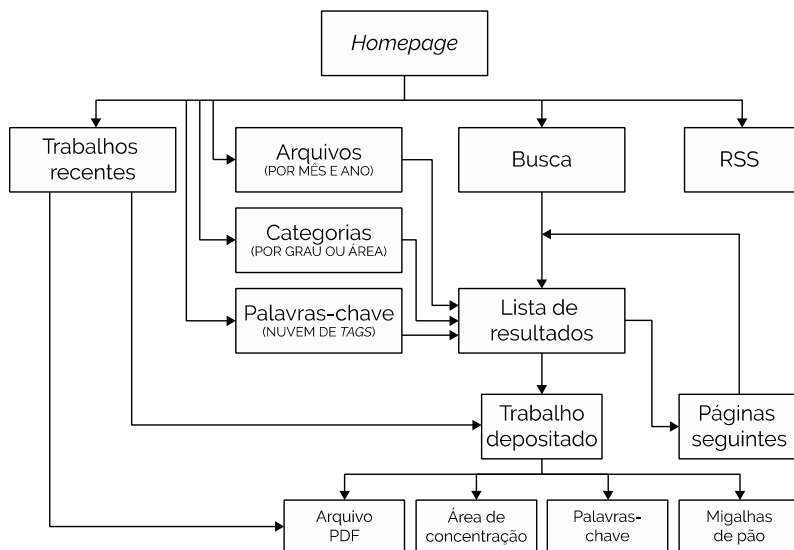 Homepage
Trabalhos
recentes
Arquivos
(POR MÊS E ANO)
Busca
RSS
Categorias
(POR GRAU OU ÁREA)
Palavras-chave
(NUVEM DE TAGS)
Lista de
resultados
Trabalho
depositado
Páginas
seguintes
Arquivo
PDF
Área de
concentração
Palavras-
chave
Migalhas
de pão